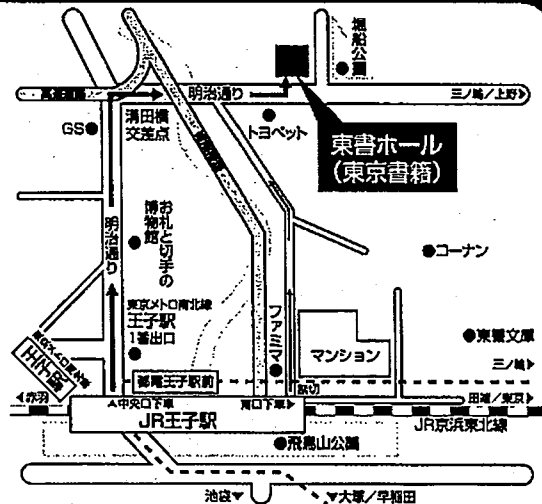 堀船公園
明治通り
三ノ輪/上野
溝田橋
交差点
GS
トヨペット
東書ホール
(東京書籍)
明治通り
お札と切手の
博物館
コーナン
東京メトロ南北線
王子駅
1番出口
ファミマ
マンション
東書文庫
三ノ輪
都電王子駅前
踏切
赤羽
中央口下車
南口下車
田端/東京
JR王子駅
JR京浜東北線
飛鳥山公園
池袋
大塚/早稲田